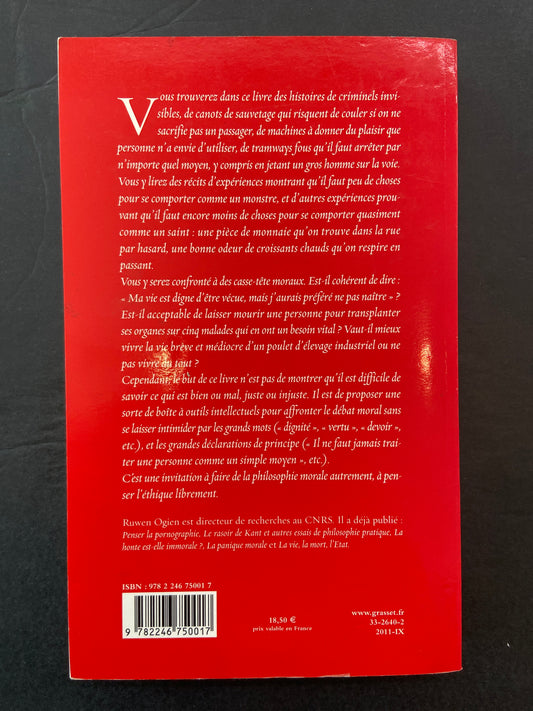 Vous trouverez dans ce livre des histoires de criminels invi-
sibles, de canots de sauvetage qui risquent de couler si on ne
sacrifie pas un passager, de machines à donner du plaisir que
personne n'a envie d'utiliser, de tramways fous qu'il faut arrêter par
n'importe quel moyen, y compris en jetant un gros homme sur la voie.
Vous y lirez des récits d'expériences montrant qu'il faut peu de choses
pour se comporter comme un monstre, et d'autres expériences prou-
vant qu'il faut encore moins de choses pour se comporter quasiment
comme un saint : une pièce de monnaie qu'on trouve dans la rue
par hasard, une bonne odeur de croissants chauds qu'on respire en
passant.
Vous y serez confronté à des casse-tête moraux. Est-il cohérent de dire :
« Ma vie est digne d'être vécue, mais j'aurais préféré ne pas naître » ?
Est-il acceptable de laisser mourir une personne pour transplanter
ses organes sur cinq malades qui en ont un besoin vital ? Vaut-il mieux
vivre la vie brève et médiocre d'un poulet d'élevage industriel ou ne
pas vivre du tout ?
Cependant, le but de ce livre n'est pas de montrer qu'il est difficile de
savoir ce qui est bien ou mal, juste ou injuste. Il est de proposer une
sorte de boîte à outils intellectuels pour affronter le débat moral sans
se laisser intimider par les grands mots (« dignité », « vertu », « devoir »,
etc.), et les grandes déclarations de principe (« Il ne faut jamais trai-
ter une personne comme un simple moyen », etc.).
C'est une invitation à faire de la philosophie morale autrement, à pen-
ser l'éthique librement.
Ruwen Ogien est directeur de recherches au CNRS. Il a déjà publié :
Penser la pornographie, Le rasoir de Kant et autres essais de philosophie pratique, La
honte est-elle immorale ?, La panique morale et La vie, la mort, l'Etat.
ISBN : 978 2 246 75001 7
9 782246 750017
18,50 €
prix valable en France
www.grasset.fr
33-2640-2
2011-IX